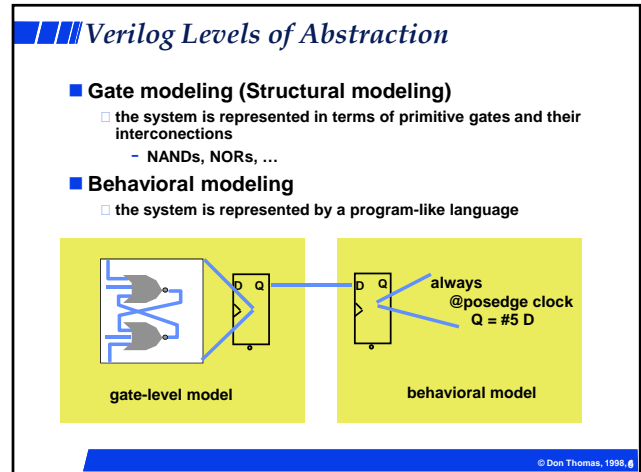 Verilog Levels of Abstraction
Gate modeling (Structural modeling)
the system is represented in terms of primitive gates and their
interconnections
– NANDs, NORs, …
Behavioral modeling
the system is represented by a program-like language
D Q
D Q
always
@posedge clock
Q = #5 D
gate-level model
behavioral model
© Don Thomas, 1998, 6